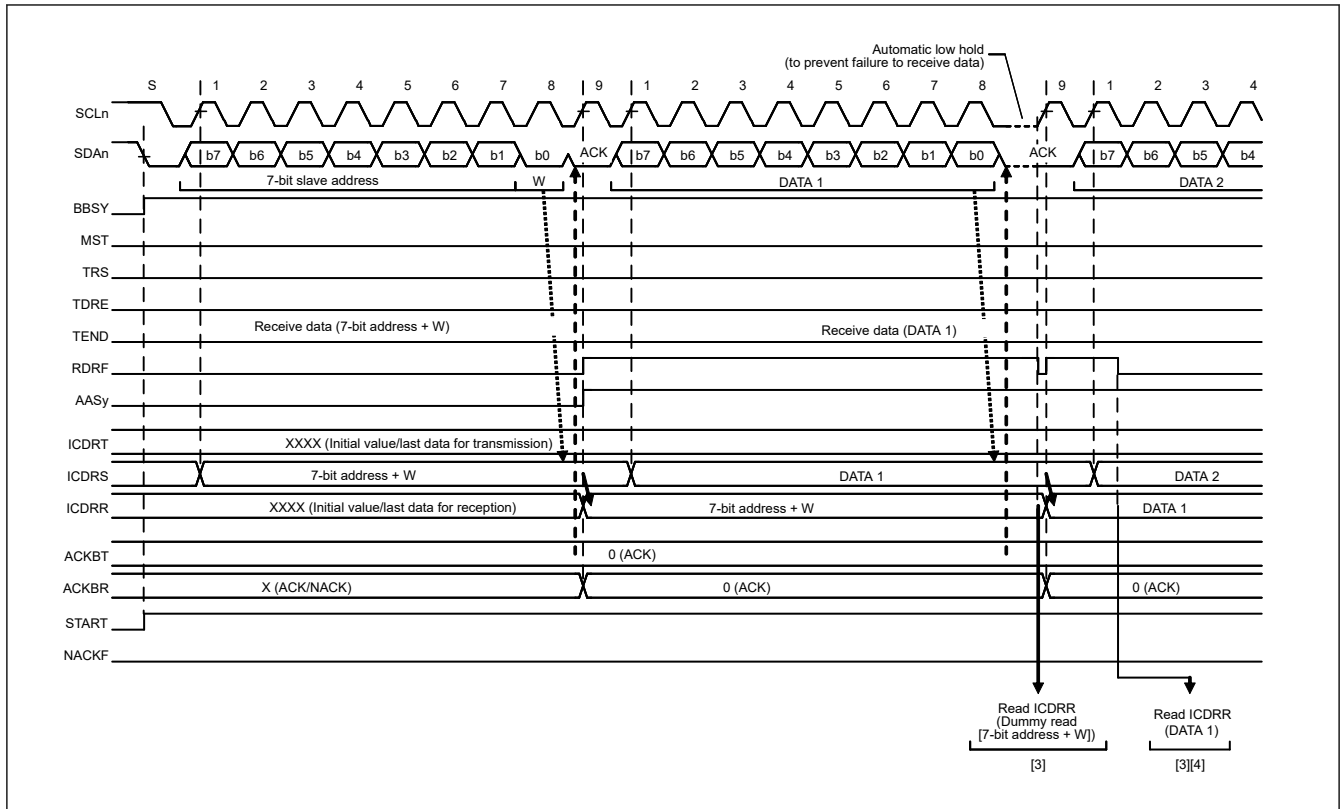 Automatic low hold
(to prevent failure to receive data)
S 1 2 3 4 5 6 7 8 9 1 2 3 4 5 6 7 8 9 1 2 3 4
SCLn
SDAn b7 b6 b5 b4 b3 b2 b1 b0 ACK b7 b6 b5 b4 b3 b2 b1 b0 ACK b7 b6 b5 b4
7-bit slave address W DATA 1 DATA 2
BBSY
MST
TRS
TDRE
Receive data (7-bit address + W) Receive data (DATA 1)
TEND
RDRF
AASy
ICDRT XXXX (Initial value/last data for transmission)
ICDRS 7-bit address + W DATA 1 DATA 2
ICDRR XXXX (Initial value/last data for reception) 7-bit address + W DATA 1
ACKBT 0 (ACK)
ACKBR X (ACK/NACK) 0 (ACK) 0 (ACK)
START
NACKF
Read ICDRR
(Dummy read
[7-bit address + W])
[3]
Read ICDRR
(DATA 1)
[3][4]